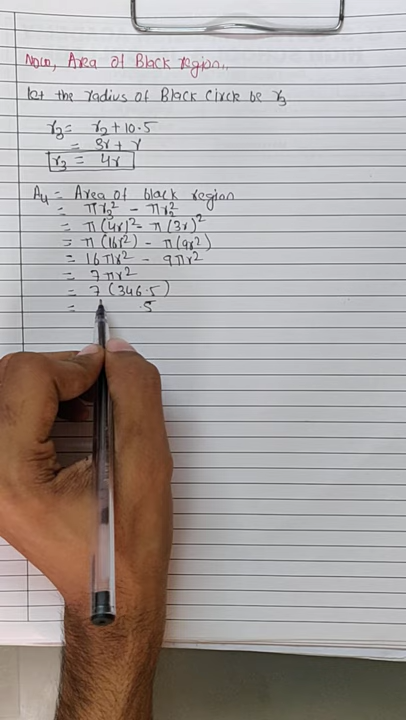 Now, Area of Black region..
let the radius of Black Circle be r3
r3 = r2 + 10.5
= 3r + r
r3 = 4r
A4 = Area of black region
= πr3² - πr2²
= π(4r)² - π(3r)²
= π(16r²) - π(9r²)
= 16πr² - 9πr²
= 7πr²
= 7(346.5)
= .5